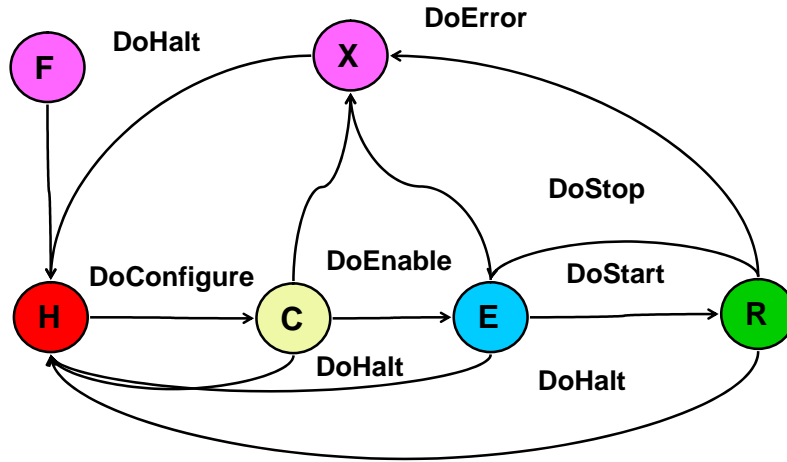 DoError
DoHalt
X
F
DoStop
DoEnable
DoConfigure
DoStart
H
C
E
R
DoHalt
DoHalt